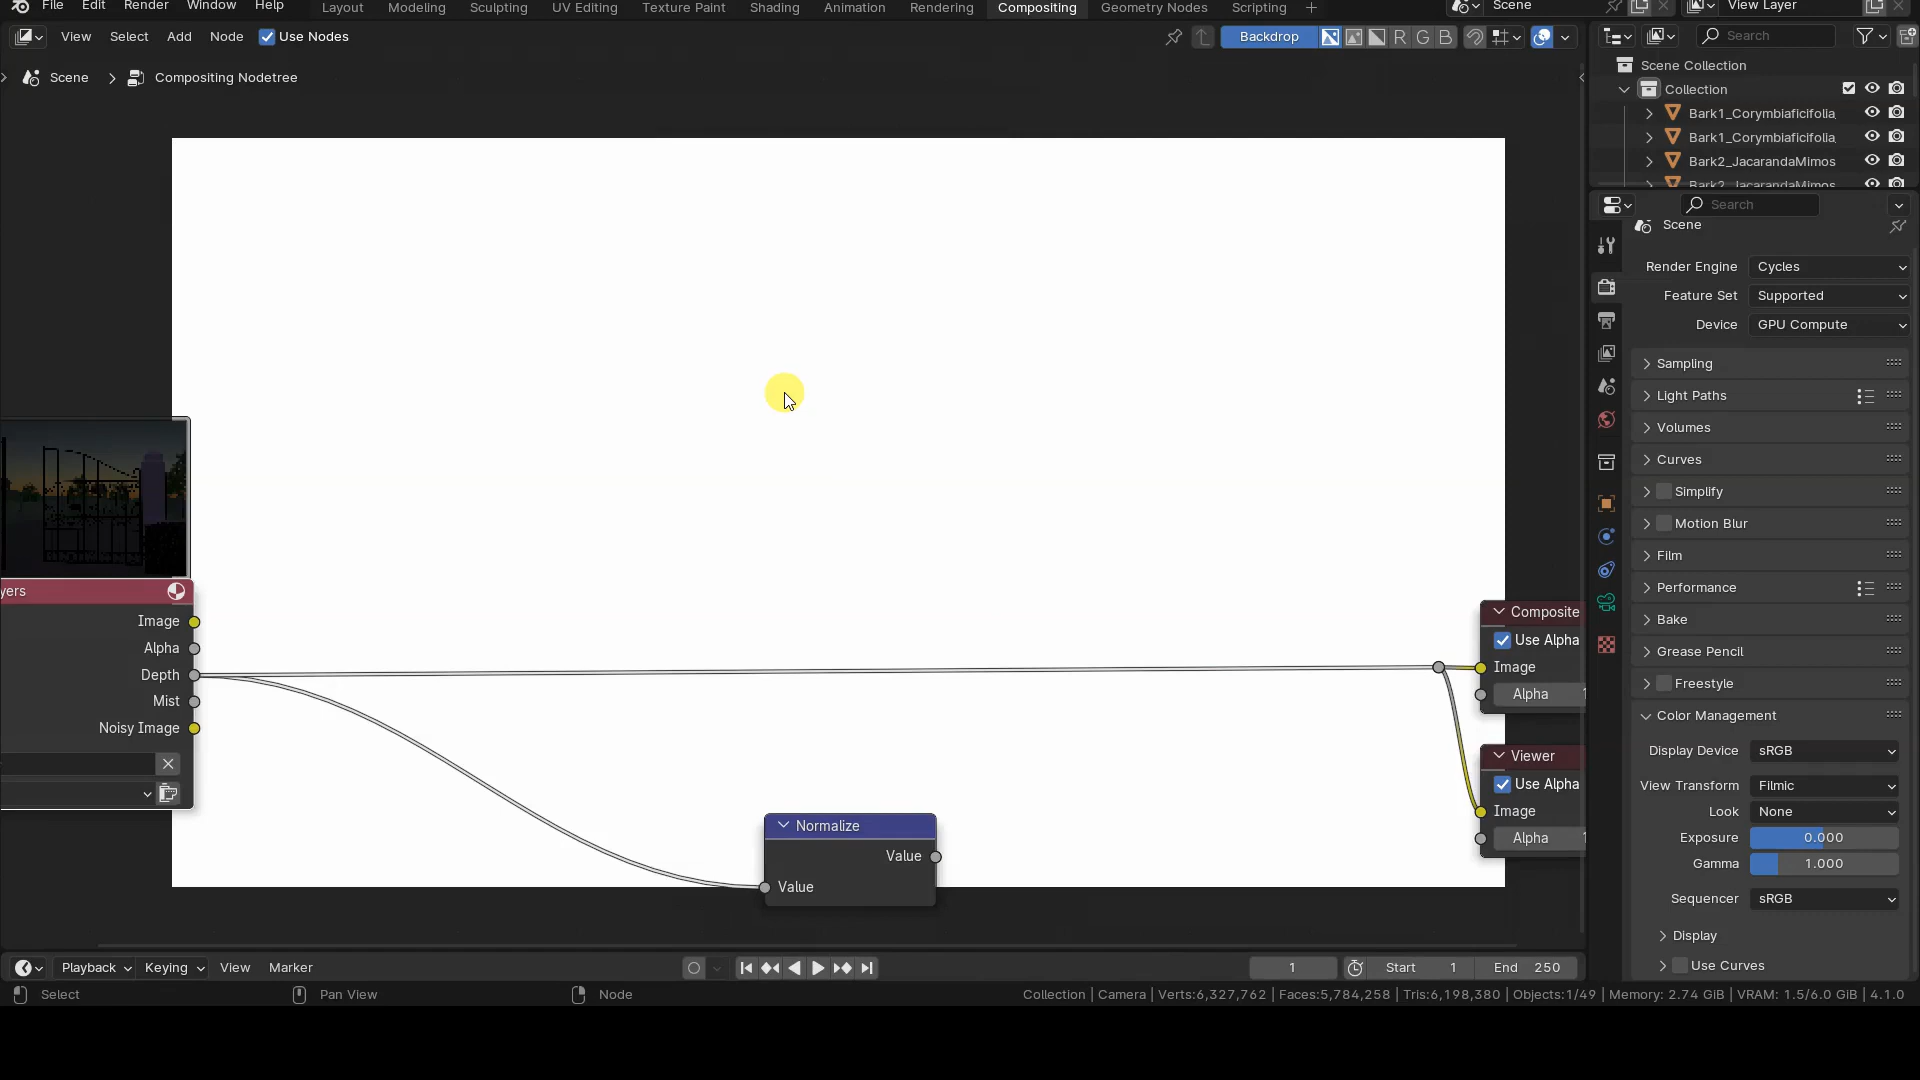 File Edit Render Window Help Layout Modeling Sculpting UV Editing Texture Paint Shading Animation Rendering Compositing Geometry Nodes Scripting + Scene View Layer
View Select Add Node Use Nodes Backdrop R G B Search
Scene > Compositing Nodetree
Scene Collection
Collection
Bark1_Corymbiaficifolia
Bark1_Corymbiaficifolia
Bark2_JacarandaMimos
Bark2_JacarandaMimos
Search
Scene
Render Engine Cycles
Feature Set Supported
Device GPU Compute
Sampling
Light Paths
Volumes
Curves
Simplify
Motion Blur
Film
Performance
Bake
Grease Pencil
Freestyle
Color Management
Display Device sRGB
View Transform Filmic
Look None
Exposure 0.000
Gamma 1.000
Sequencer sRGB
Display
Use Curves
yers
Image
Alpha
Depth
Mist
Noisy Image
Normalize
Value
Value
Composite
Use Alpha
Image
Alpha 1
Viewer
Use Alpha
Image
Alpha 1
Playback Keying View Marker 1 Start 1 End 250
Select Pan View Node Collection | Camera | Verts:6,327,762 | Faces:5,784,258 | Tris:6,198,380 | Objects:1/49 | Memory: 2.74 GiB | VRAM: 1.5/6.0 GiB | 4.1.0